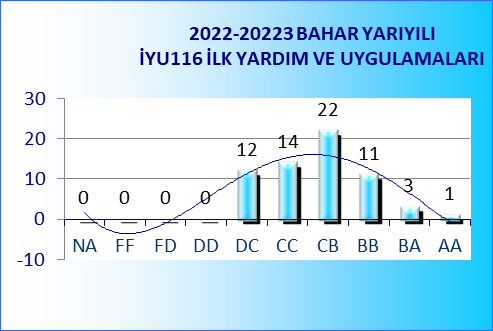 2022-20223 BAHAR YARIYILI
İYU116 İLK YARDIM VE UYGULAMALARI
30
20
10
0
-10
0 0 0 0 12 14 22 11 3 1
NA FF FD DD DC CC CB BB BA AA